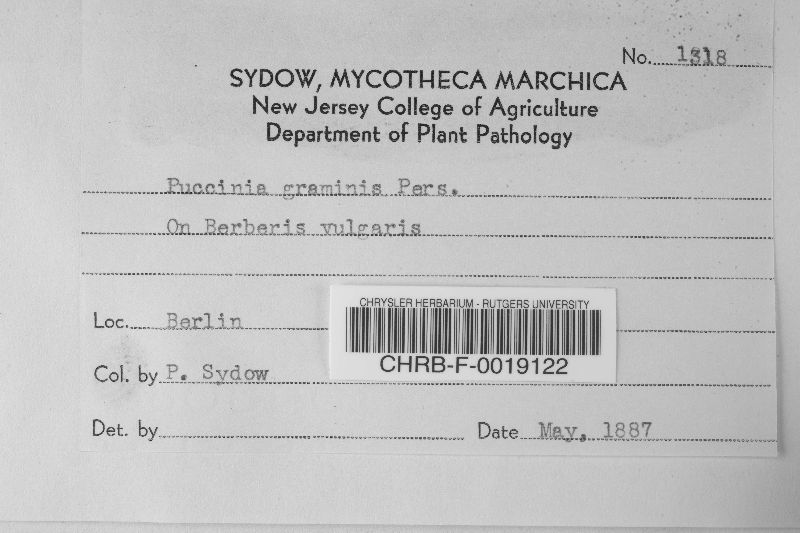 No. 1318
SYDOW, MYCOTHECA MARCHICA
New Jersey College of Agriculture
Department of Plant Pathology
Puccinia graminis Pers.
On Berberis vulgaris
Loc. Berlin
CHRYSLER HERBARIUM - RUTGERS UNIVERSITY
CHRB-F-0019122
Col. by P. Sydow
Det. by
Date May, 1887